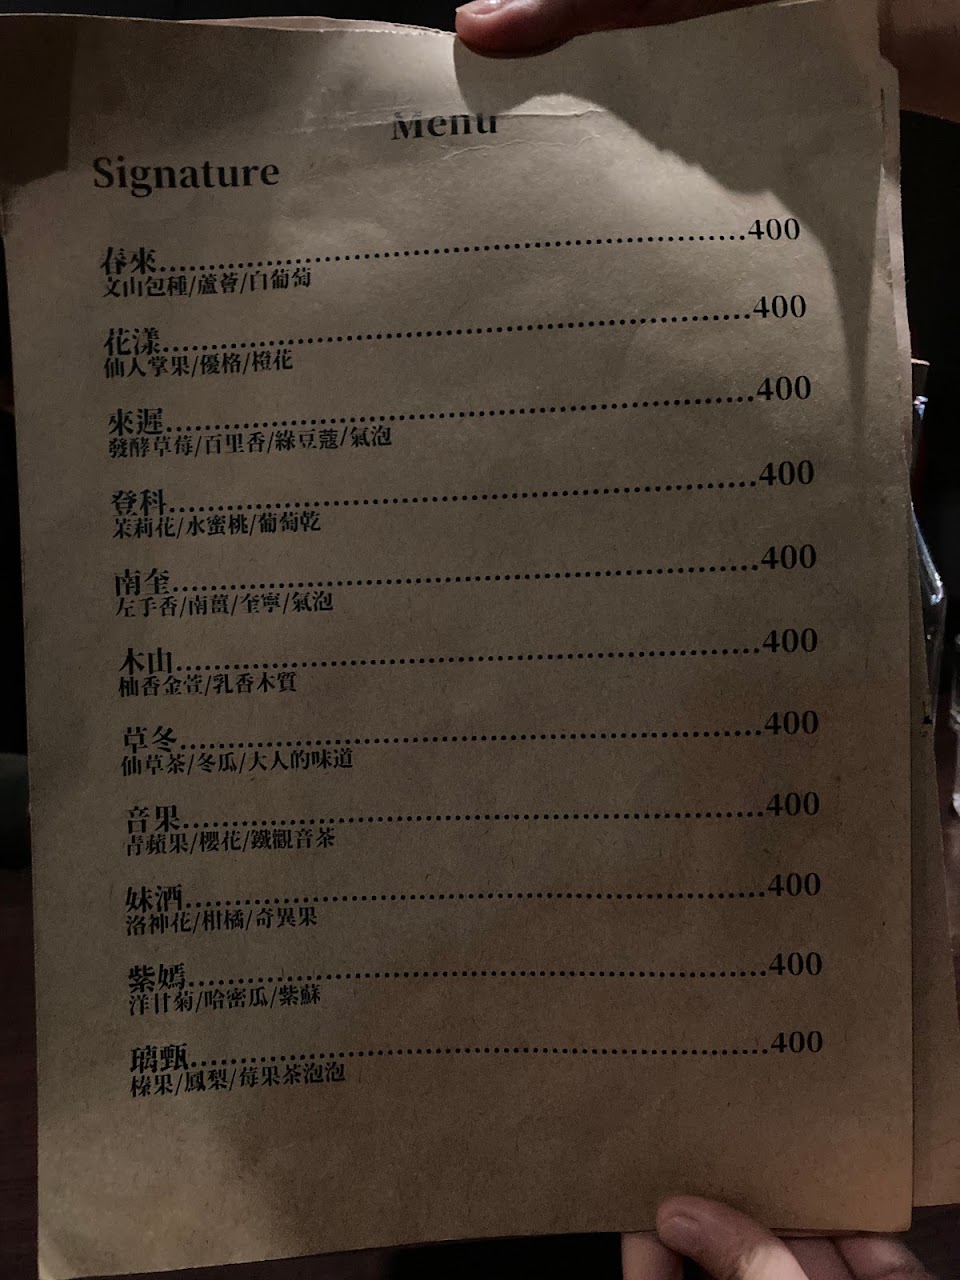 Menu
Signature
春來........................................400
文山包種/蘆薈/白葡萄
花漾........................................400
仙人掌果/優格/橙花
來遲........................................400
發酵草莓/百里香/綠豆蔻/氣泡
登科........................................400
茉莉花/水蜜桃/葡萄乾
南奎........................................400
左手香/南薑/奎寧/氣泡
木山........................................400
柚香金萱/乳香木質
草冬........................................400
仙草茶/冬瓜/大人的味道
音果........................................400
青蘋果/櫻花/鐵觀音茶
妹酒........................................400
洛神花/柑橘/奇異果
紫嫣........................................400
洋甘菊/哈密瓜/紫蘇
璃甄........................................400
榛果/鳳梨/莓果茶泡泡